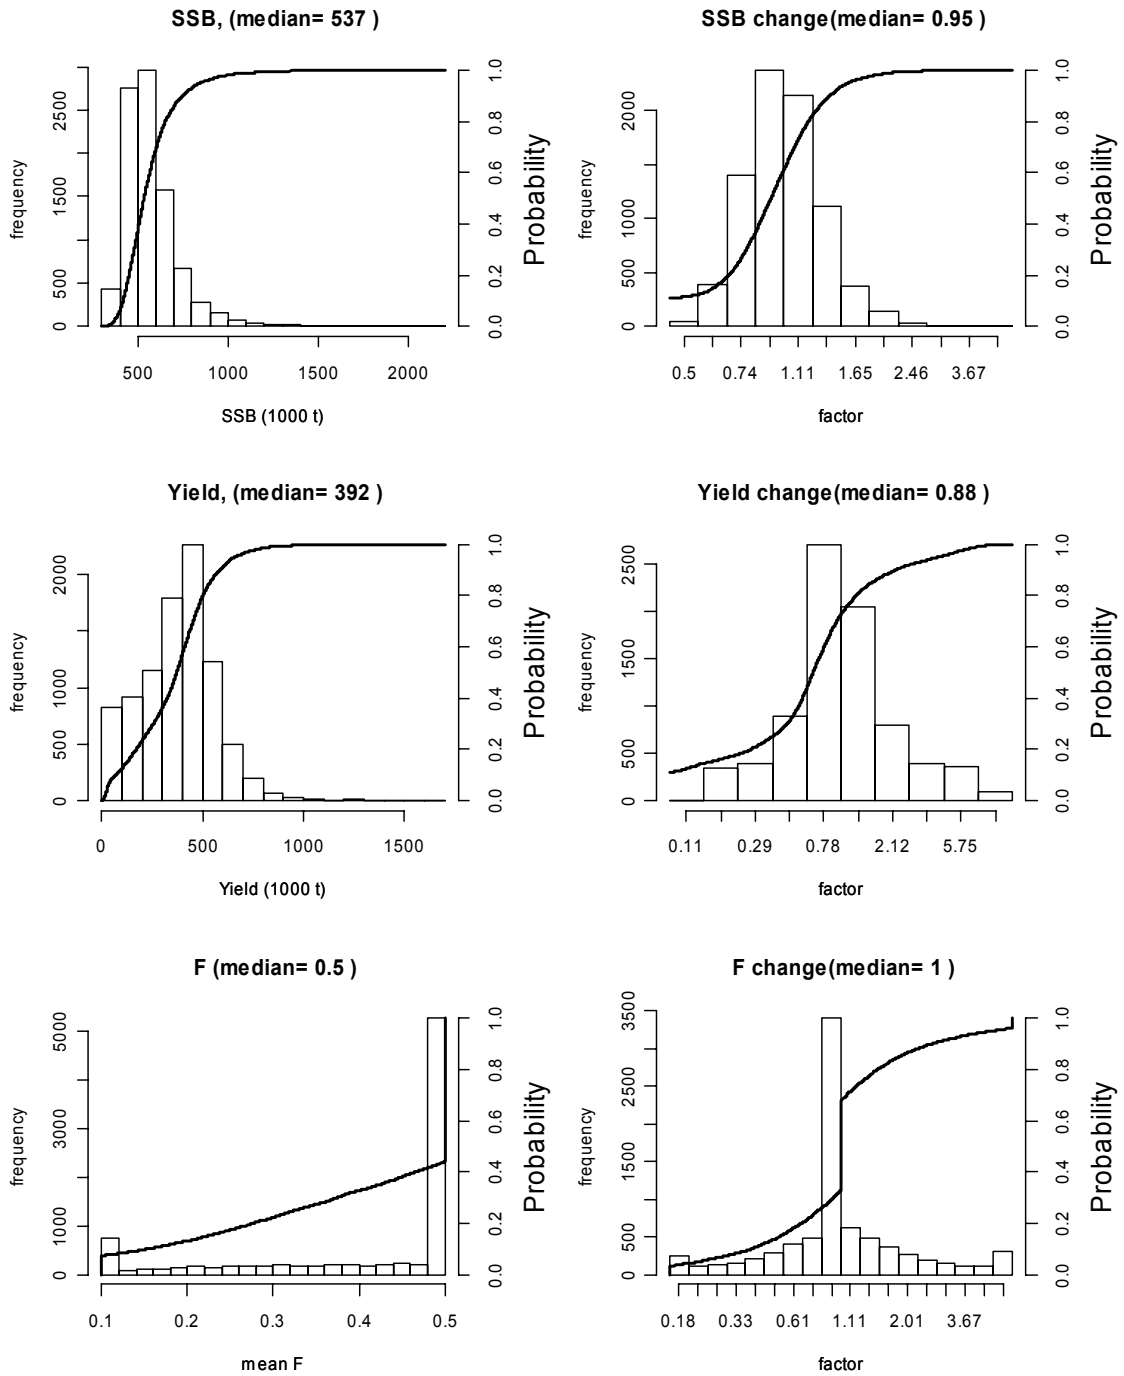 SSB, (median= 537 )
frequency
0 500 1500 2500
0.0 0.2 0.4 0.6 0.8 1.0
Probability
500 1000 1500 2000
SSB (1000 t)
SSB change(median= 0.95 )
frequency
0 500 1000 2000
0.0 0.2 0.4 0.6 0.8 1.0
Probability
0.5 0.74 1.11 1.65 2.46 3.67
factor
Yield, (median= 392 )
frequency
0 500 1000 2000
0.0 0.2 0.4 0.6 0.8 1.0
Probability
0 500 1000 1500
Yield (1000 t)
Yield change(median= 0.88 )
frequency
0 500 1500 2500
0.0 0.2 0.4 0.6 0.8 1.0
Probability
0.11 0.29 0.78 2.12 5.75
factor
F (median= 0.5 )
frequency
0 1000 3000 5000
0.0 0.2 0.4 0.6 0.8 1.0
Probability
0.1 0.2 0.3 0.4 0.5
mean F
F change(median= 1 )
frequency
0 500 1500 2500 3500
0.0 0.2 0.4 0.6 0.8 1.0
Probability
0.18 0.33 0.61 1.11 2.01 3.67
factor